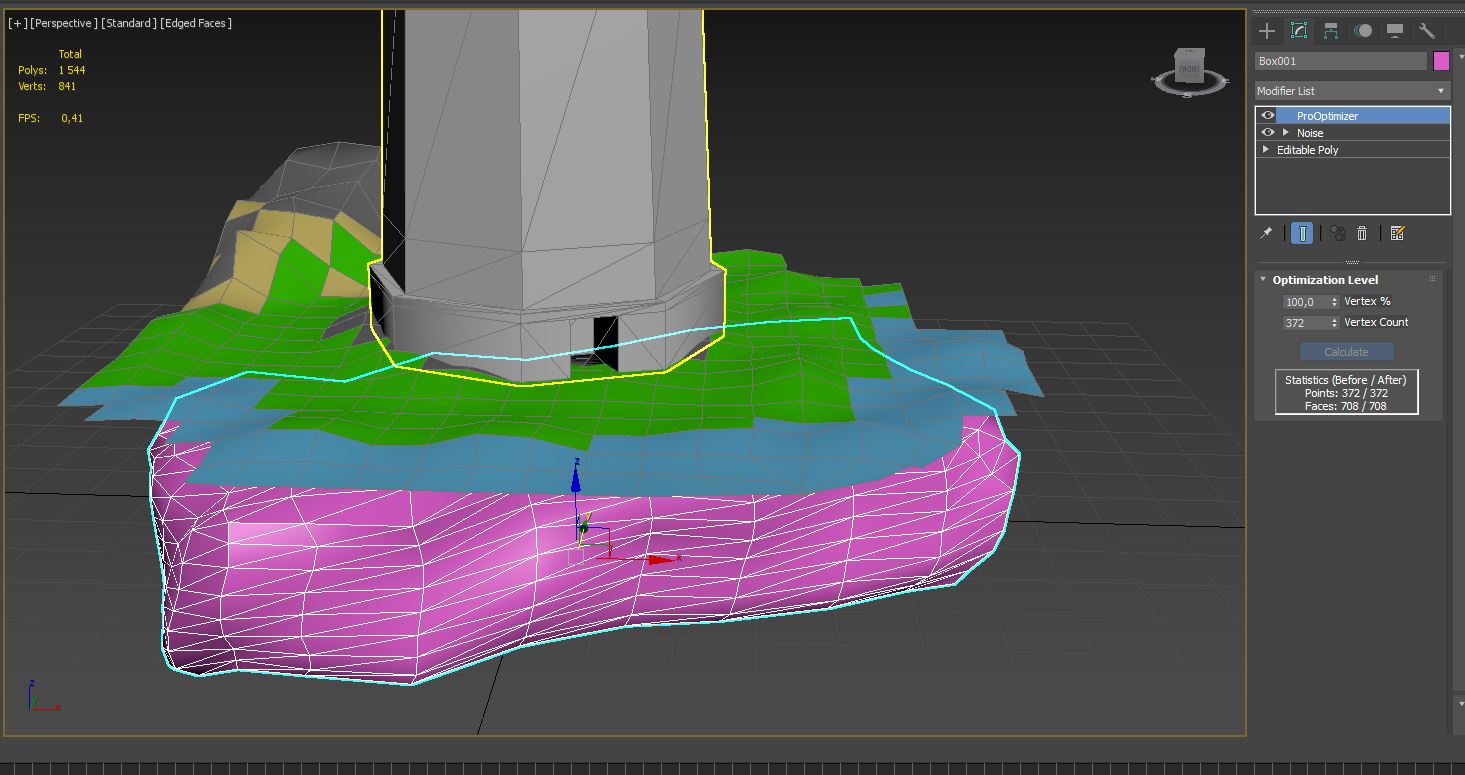 [+] [Perspective ] [Standard ] [Edged Faces ]
Total
Polys: 1 544
Verts: 841
FPS: 0,41
FRONT
S
z
y
x
z
x
Box001
Modifier List
ProOptimizer
Noise
Editable Poly
Optimization Level
100,0 Vertex %
372 Vertex Count
Calculate
Statistics (Before / After)
Points: 372 / 372
Faces: 708 / 708